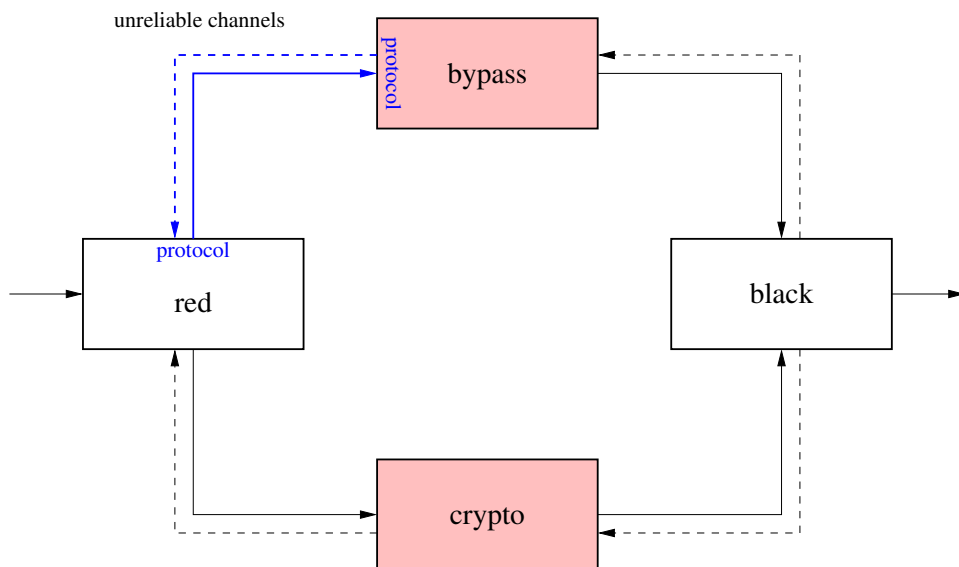 unreliable channels
protocol
bypass
protocol
red
black
crypto